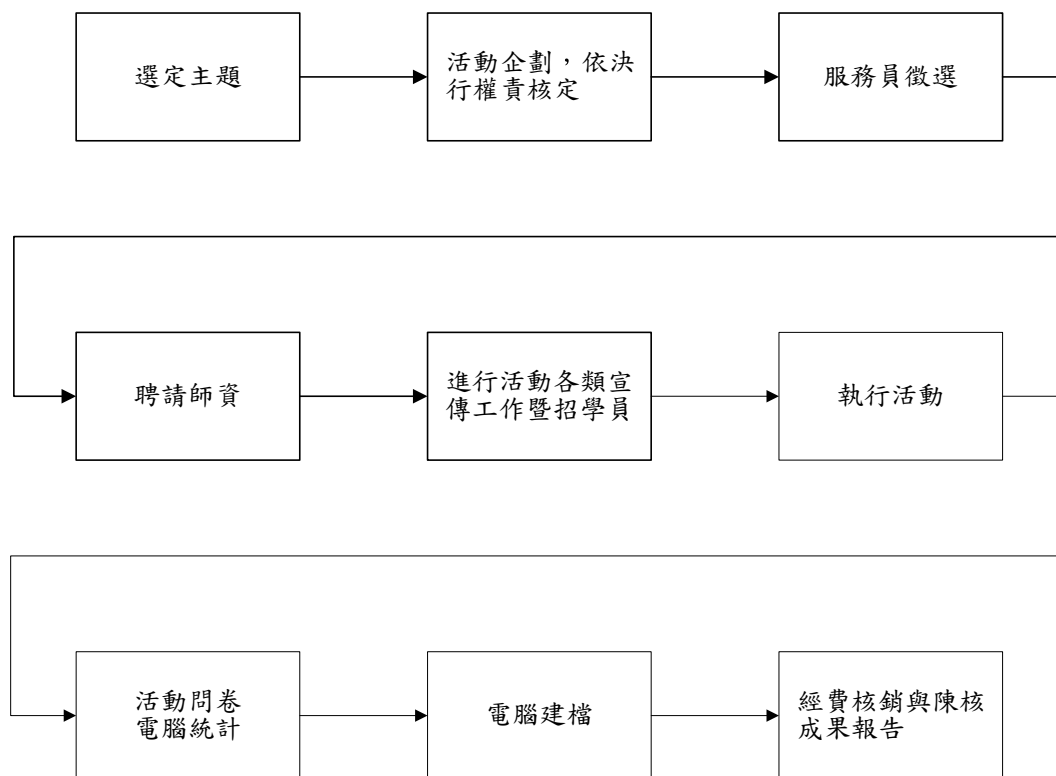 選定主題
活動企劃，依決
行權責核定
服務員徵選
聘請師資
進行活動各類宣
傳工作暨招學員
執行活動
活動問卷
電腦統計
電腦建檔
經費核銷與陳核
成果報告